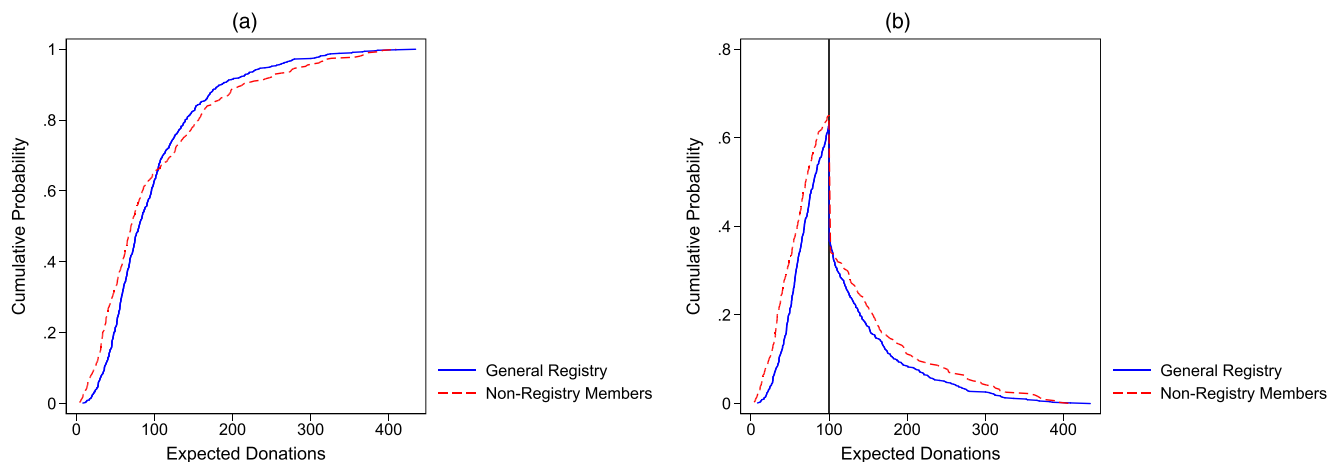 (a)
Cumulative Probability
1
.8
.6
.4
.2
0
0 100 200 300 400
Expected Donations
General Registry
Non-Registry Members
(b)
Cumulative Probability
.8
.6
.4
.2
0
0 100 200 300 400
Expected Donations
General Registry
Non-Registry Members